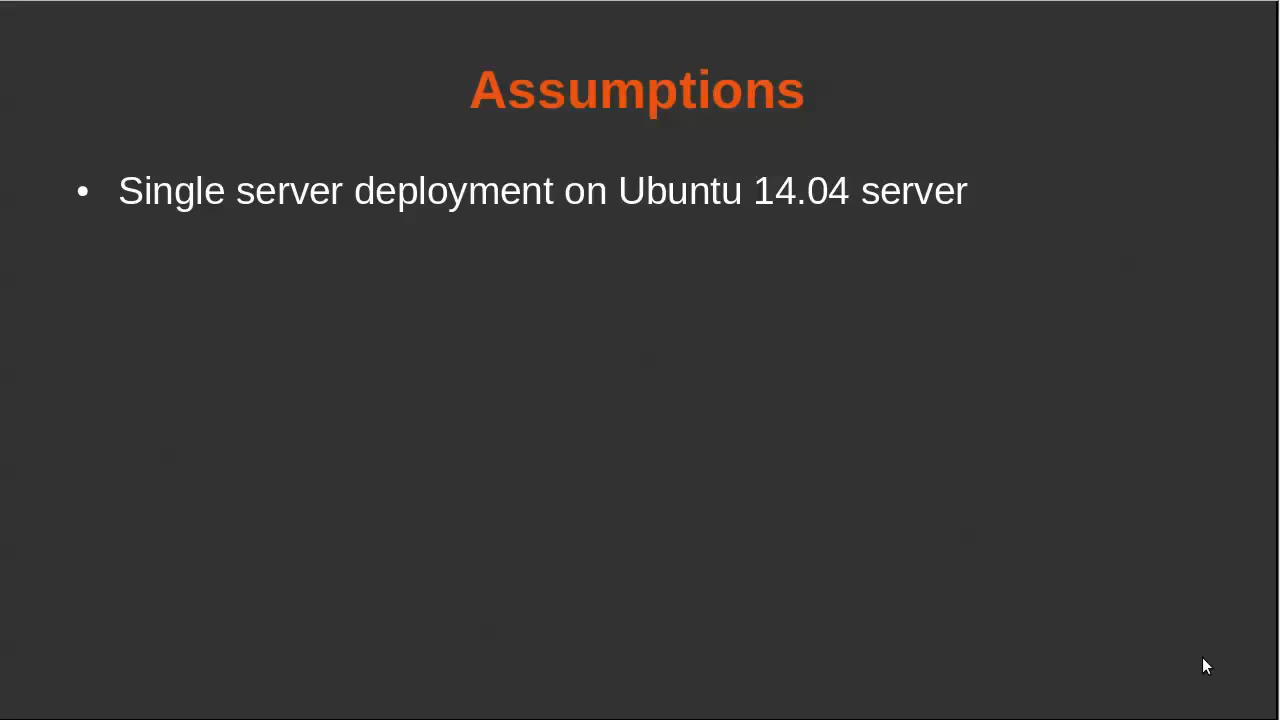 Assumptions
• Single server deployment on Ubuntu 14.04 server